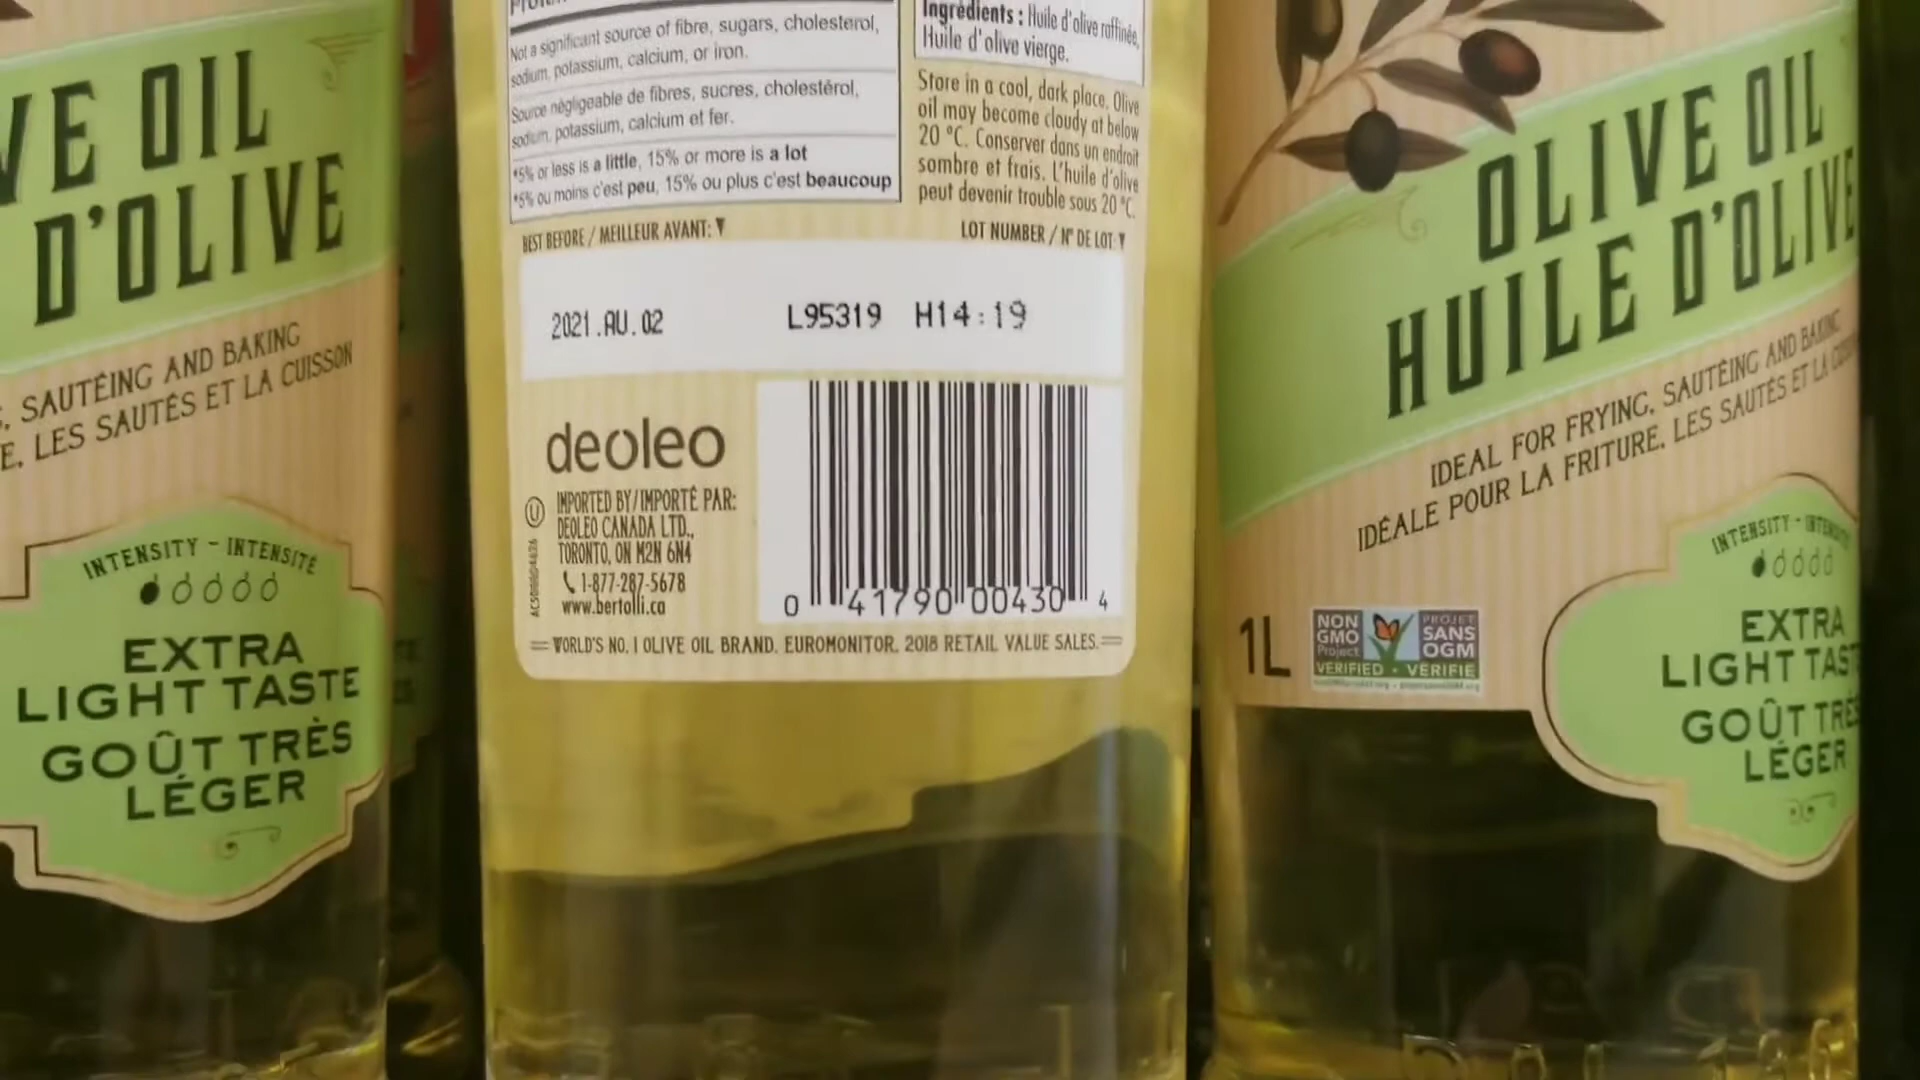 VE OIL
D'OLIVE
, SAUTÉING AND BAKING
E, LES SAUTÉS ET LA CUISSON
INTENSITY - INTENSITÉ
EXTRA
LIGHT TASTE
GOÛT TRÈS
LÉGER
Not a significant source of fibre, sugars, cholesterol,
sodium, potassium, calcium, or iron.
Source négligeable de fibres, sucres, cholestérol,
sodium, potassium, calcium et fer.
*5% or less is a little, 15% or more is a lot
*5% ou moins c'est peu, 15% ou plus c'est beaucoup
Ingrédients : Huile d'olive raffinée,
Huile d'olive vierge.
Store in a cool, dark place. Olive
oil may become cloudy at below
20 °C. Conserver dans un endroit
sombre et frais. L'huile d'olive
peut devenir trouble sous 20 °C.
BEST BEFORE / MEILLEUR AVANT: ▼
LOT NUMBER / N° DE LOT ▼
2021.AU.02
L95319 H14:19
deoleo
U
IMPORTED BY/IMPORTÉ PAR:
DEOLEO CANADA LTD.,
TORONTO, ON M2N 6N4
1-877-287-5678
www.bertolli.ca
0 41790 00430 4
WORLD'S NO. 1 OLIVE OIL BRAND. EUROMONITOR. 2018 RETAIL VALUE SALES.
OLIVE OIL
HUILE D'OLIVE
IDEAL FOR FRYING, SAUTÉING AND BAKING
IDÉALE POUR LA FRITURE, LES SAUTÉS ET LA
1L
NON GMO Project
VERIFIED
PROJET SANS OGM
VÉRIFIÉ
INTENSITY -
EXTRA
LIGHT TAST
GOÛT TRÈS
LÉGER